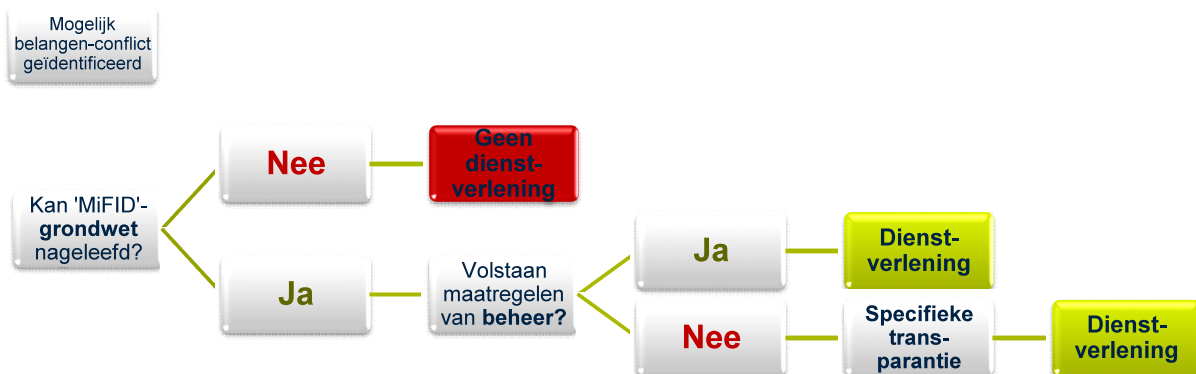 Mogelijk
belangen-conflict
geïdentificeerd
Kan 'MiFID'-
grondwet
nageleefd?
Nee
Geen
dienst-
verlening
Ja
Volstaan
maatregelen
van beheer?
Ja
Dienst-
verlening
Nee
Specifieke
trans-
parantie
Dienst-
verlening